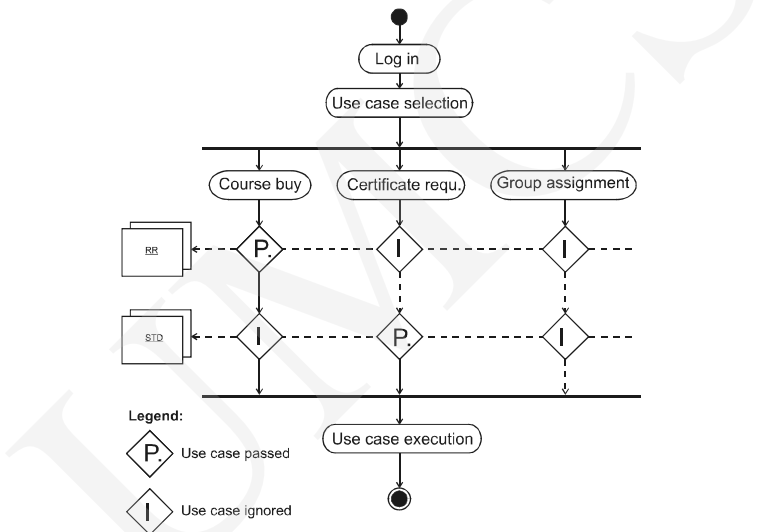 Log in
Use case selection
Course buy
Certificate requ.
Group assignment
RR
P.
I
I
STD
I
P.
I
Use case execution
Legend:
P. Use case passed
I Use case ignored
UMCS